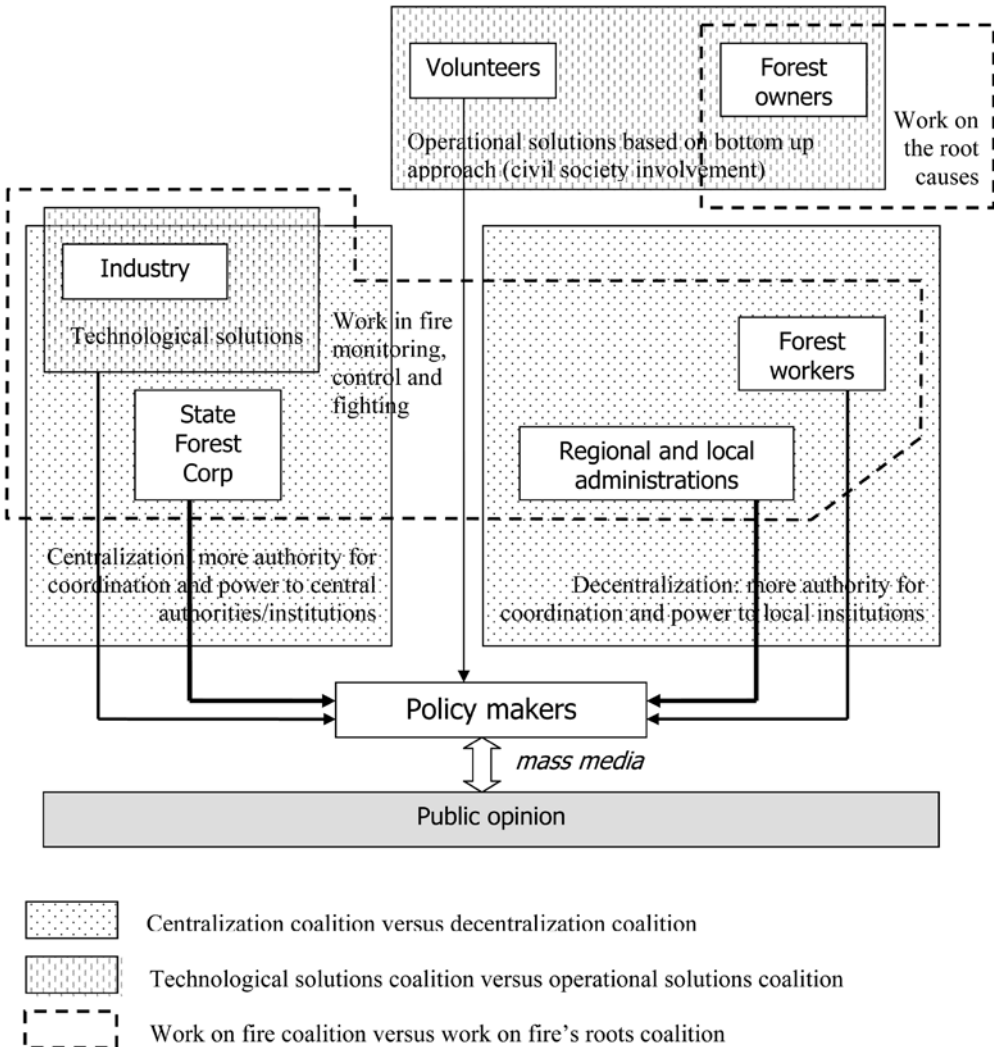 Volunteers
Forest
owners
Operational solutions based on bottom up
approach (civil society involvement)
Work on
the root
causes
Industry
Technological solutions
Work in fire
monitoring,
control and
fighting
State
Forest
Corp
Forest
workers
Regional and local
administrations
Centralization: more authority for
coordination and power to central
authorities/institutions
Decentralization: more authority for
coordination and power to local institutions
Policy makers
mass media
Public opinion
Centralization coalition versus decentralization coalition
Technological solutions coalition versus operational solutions coalition
Work on fire coalition versus work on fire's roots coalition